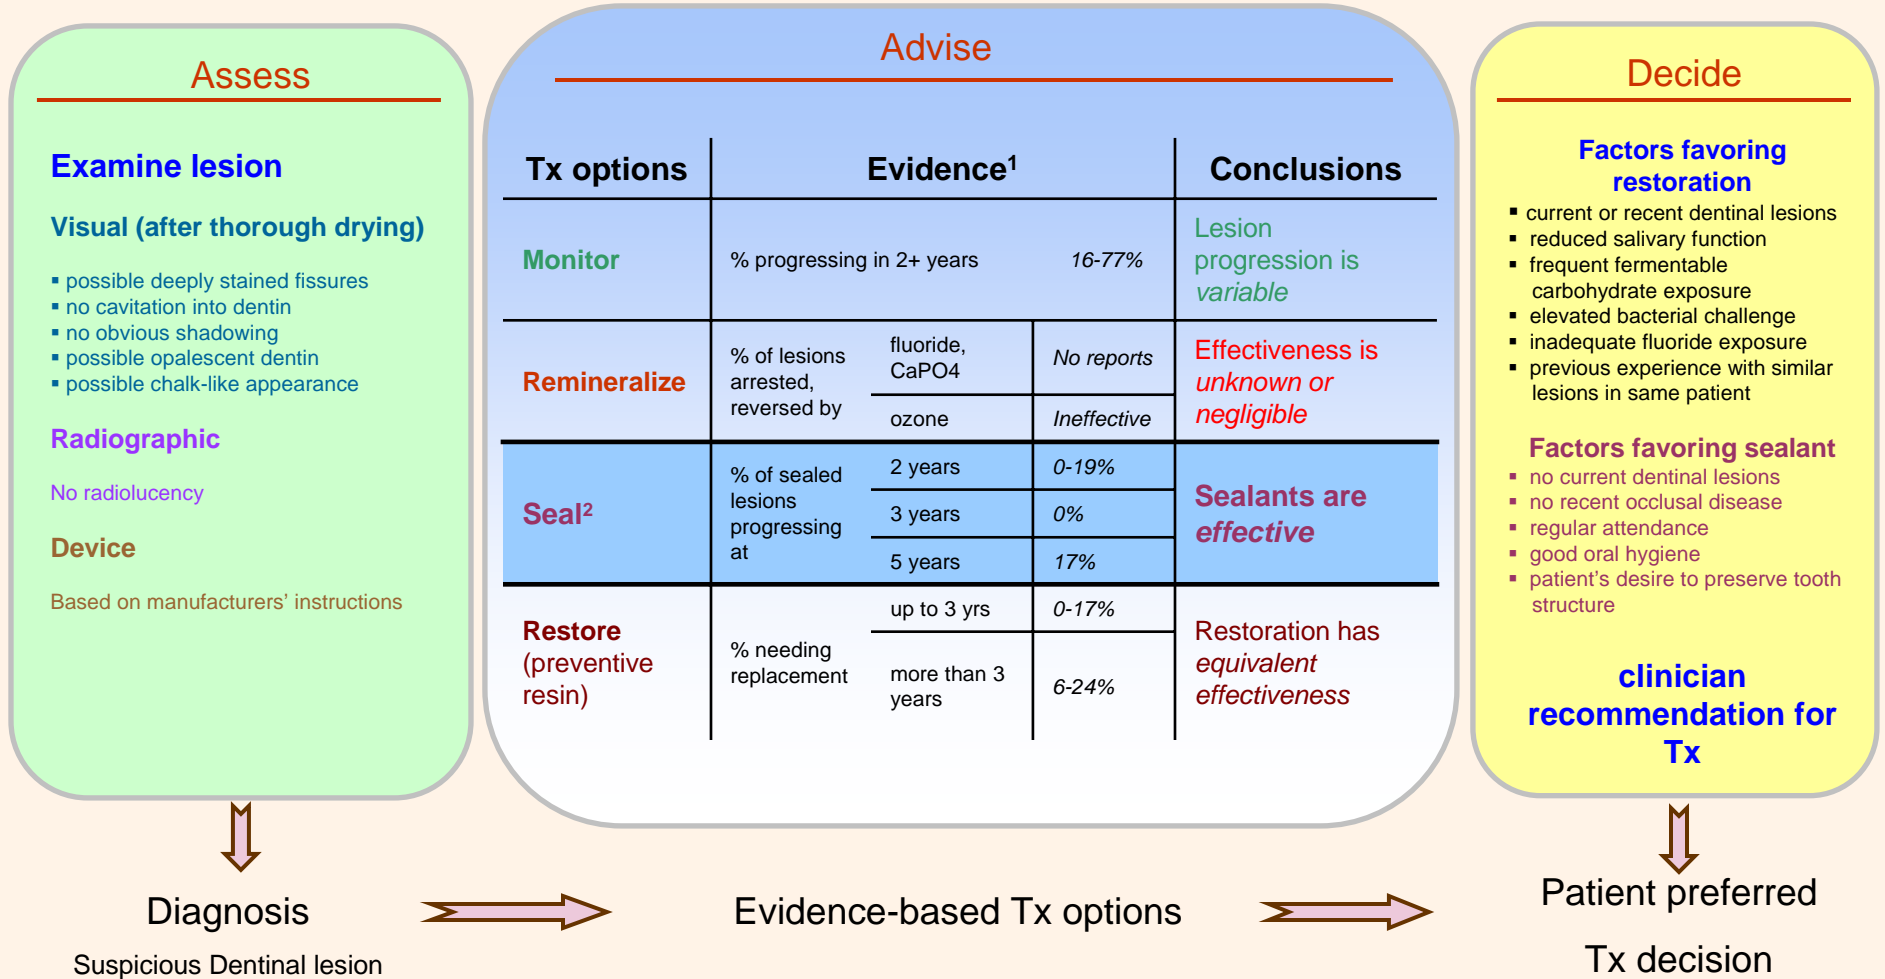 Assess
Examine lesion
Visual (after thorough drying)
▪ possible deeply stained fissures
▪ no cavitation into dentin
▪ no obvious shadowing
▪ possible opalescent dentin
▪ possible chalk-like appearance
Radiographic
No radiolucency
Device
Based on manufacturers' instructions
Advise
Tx options
Evidence¹
Conclusions
Monitor
% progressing in 2+ years
16-77%
Lesion
progression is
variable
Remineralize
% of lesions
arrested,
reversed by
fluoride,
CaPO4
No reports
ozone
Ineffective
Effectiveness is
unknown or
negligible
Seal²
% of sealed
lesions
progressing
at
2 years
0-19%
3 years
0%
5 years
17%
Sealants are
effective
Restore
(preventive
resin)
% needing
replacement
up to 3 yrs
0-17%
more than 3
years
6-24%
Restoration has
equivalent
effectiveness
Decide
Factors favoring
restoration
▪ current or recent dentinal lesions
▪ reduced salivary function
▪ frequent fermentable
carbohydrate exposure
▪ elevated bacterial challenge
▪ inadequate fluoride exposure
▪ previous experience with similar
lesions in same patient
Factors favoring sealant
▪ no current dentinal lesions
▪ no recent occlusal disease
▪ regular attendance
▪ good oral hygiene
▪ patient's desire to preserve tooth
structure
clinician
recommendation for
Tx
Diagnosis
Suspicious Dentinal lesion
Evidence-based Tx options
Patient preferred
Tx decision